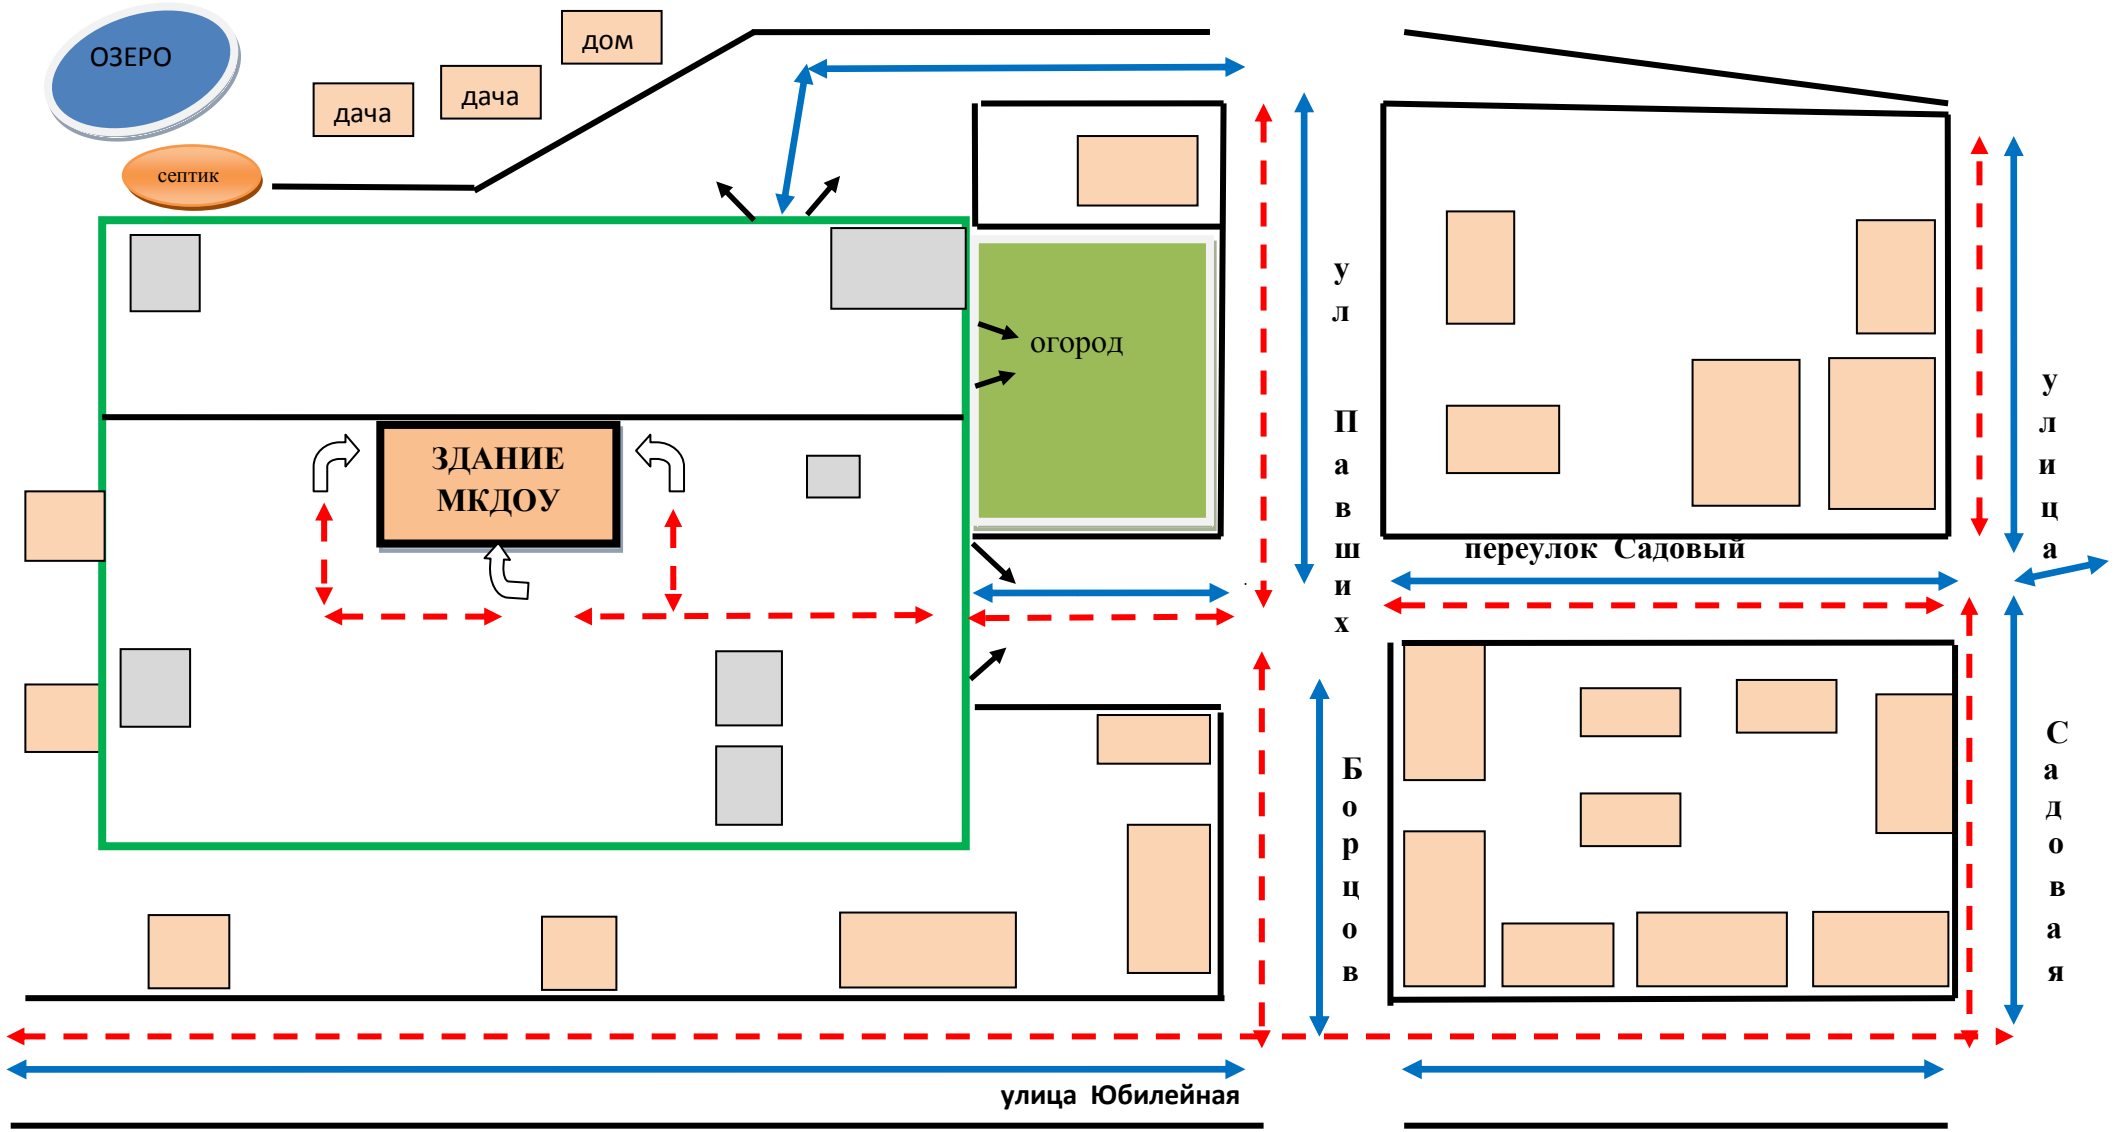 ОЗЕРО
дом
дача
дача
септик
огород
ЗДАНИЕ
МКДОУ
ул Павших
Борцов
переулок Садовый
улица
Садовая
улица Юбилейная